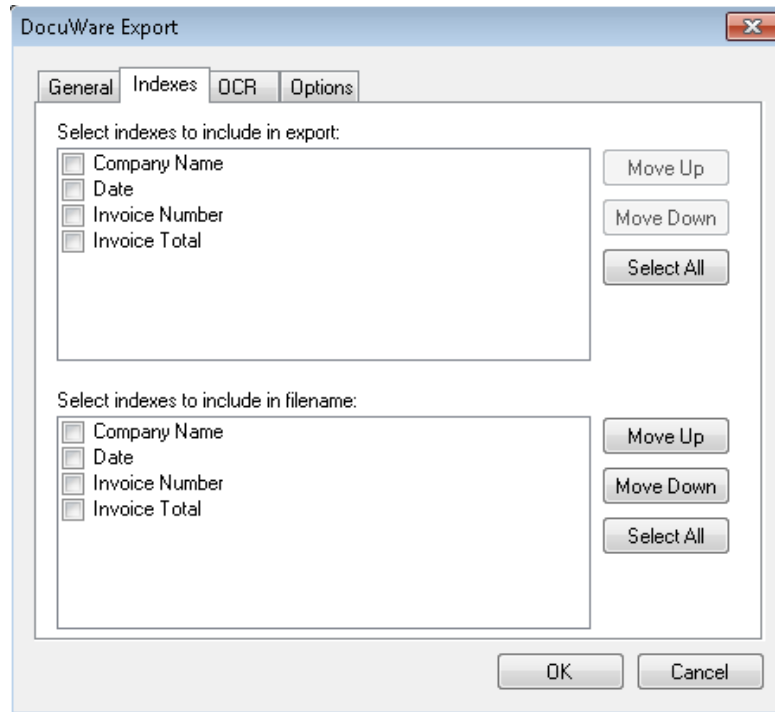 DocuWare Export
General Indexes OCR Options
Select indexes to include in export:
Company Name
Date
Invoice Number
Invoice Total
Move Up
Move Down
Select All
Select indexes to include in filename:
Company Name
Date
Invoice Number
Invoice Total
Move Up
Move Down
Select All
OK Cancel